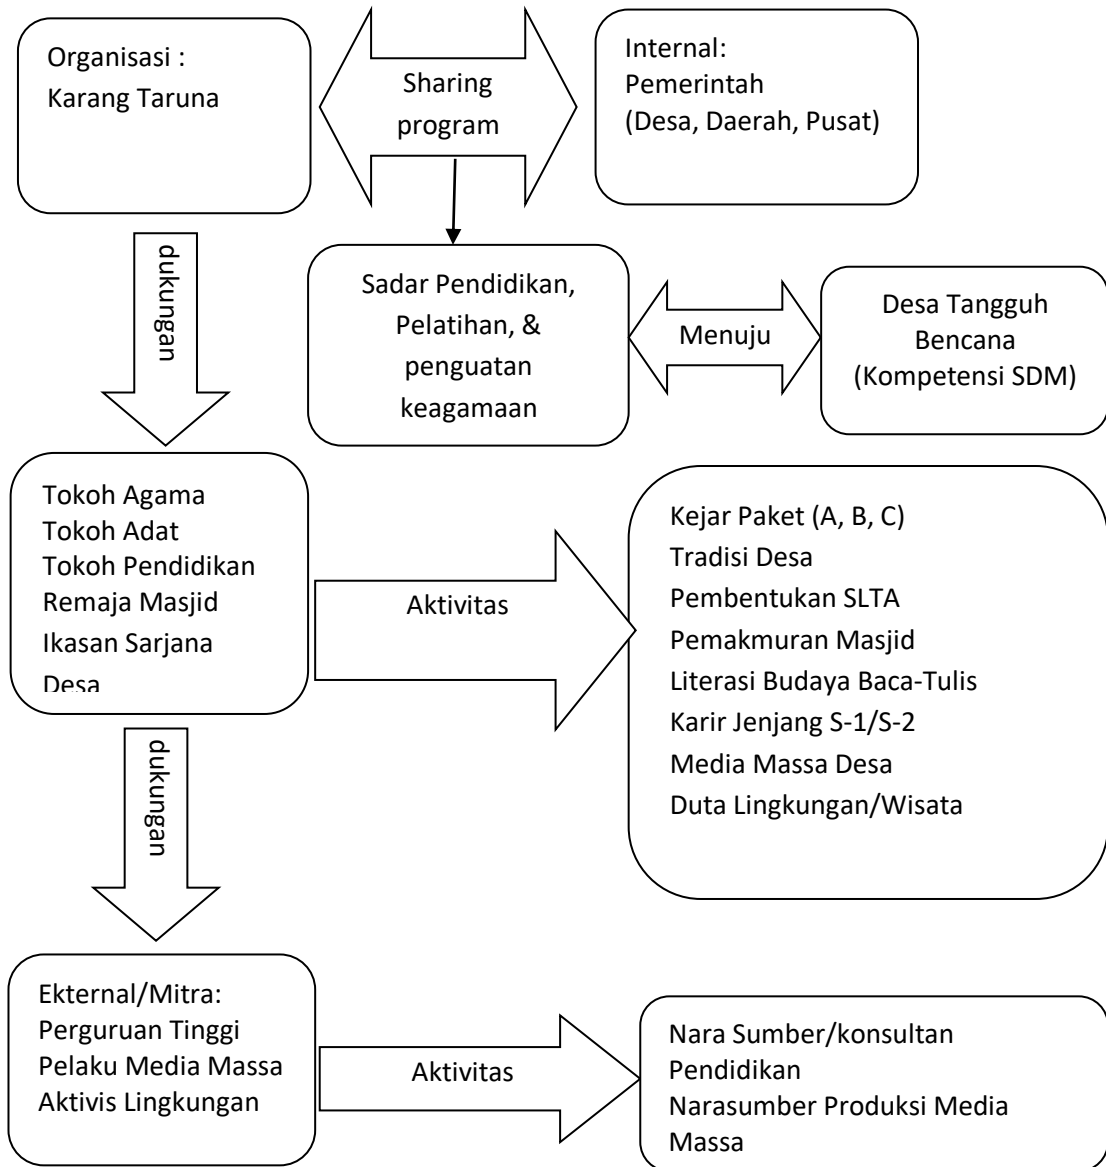 Organisasi :
Karang Taruna
Sharing
program
Internal:
Pemerintah
(Desa, Daerah, Pusat)
dukungan
Sadar Pendidikan,
Pelatihan, &
penguatan
keagamaan
Menuju
Desa Tangguh
Bencana
(Kompetensi SDM)
Tokoh Agama
Tokoh Adat
Tokoh Pendidikan
Remaja Masjid
Ikasan Sarjana
Desa
Aktivitas
Kejar Paket (A, B, C)
Tradisi Desa
Pembentukan SLTA
Pemakmuran Masjid
Literasi Budaya Baca-Tulis
Karir Jenjang S-1/S-2
Media Massa Desa
Duta Lingkungan/Wisata
dukungan
Ekternal/Mitra:
Perguruan Tinggi
Pelaku Media Massa
Aktivis Lingkungan
Aktivitas
Nara Sumber/konsultan
Pendidikan
Narasumber Produksi Media
Massa